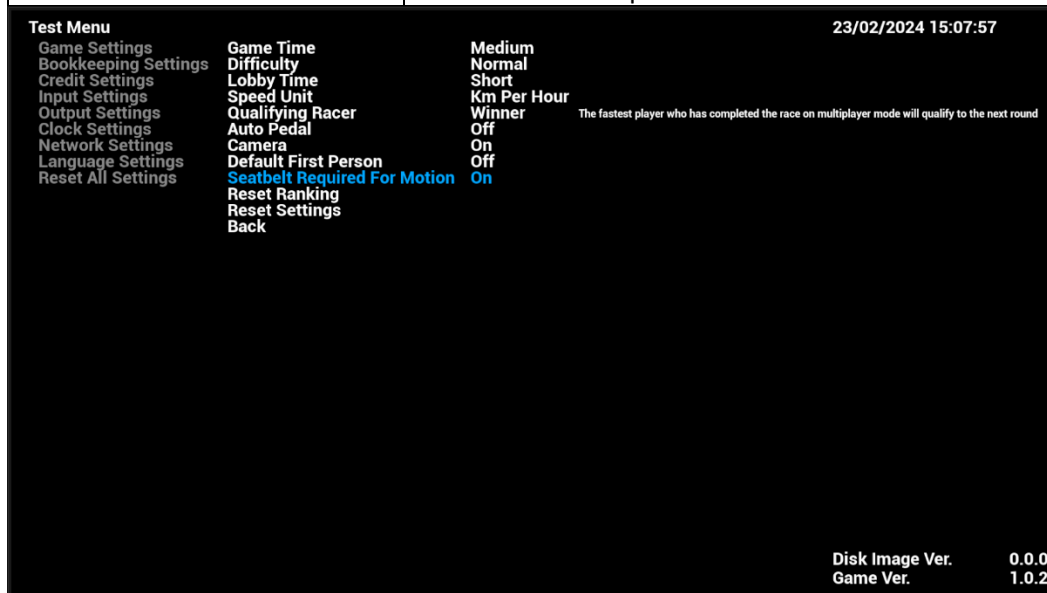 Test Menu 23/02/2024 15:07:57
Game Settings Game Time Medium
Bookkeeping Settings Difficulty Normal
Credit Settings Lobby Time Short
Input Settings Speed Unit Km Per Hour
Output Settings Qualifying Racer Winner The fastest player who has completed the race on multiplayer mode will qualify to the next round
Clock Settings Auto Pedal Off
Network Settings Camera On
Language Settings Default First Person Off
Reset All Settings Seatbelt Required For Motion On
Reset Ranking
Reset Settings
Back
Disk Image Ver. 0.0.0
Game Ver. 1.0.2